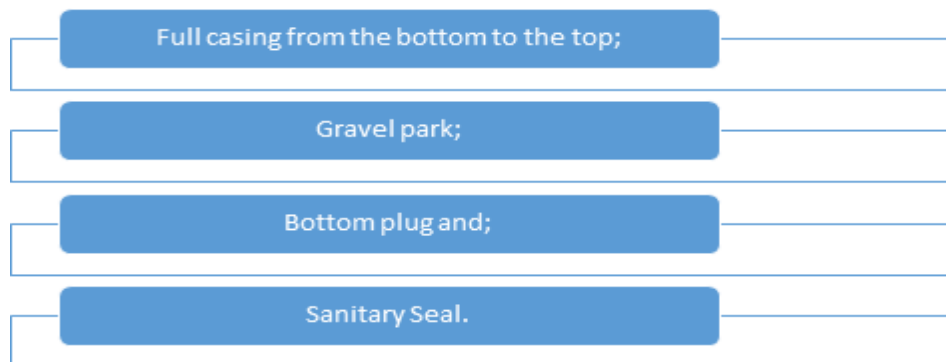 Full casing from the bottom to the top;
Gravel park;
Bottom plug and;
Sanitary Seal.